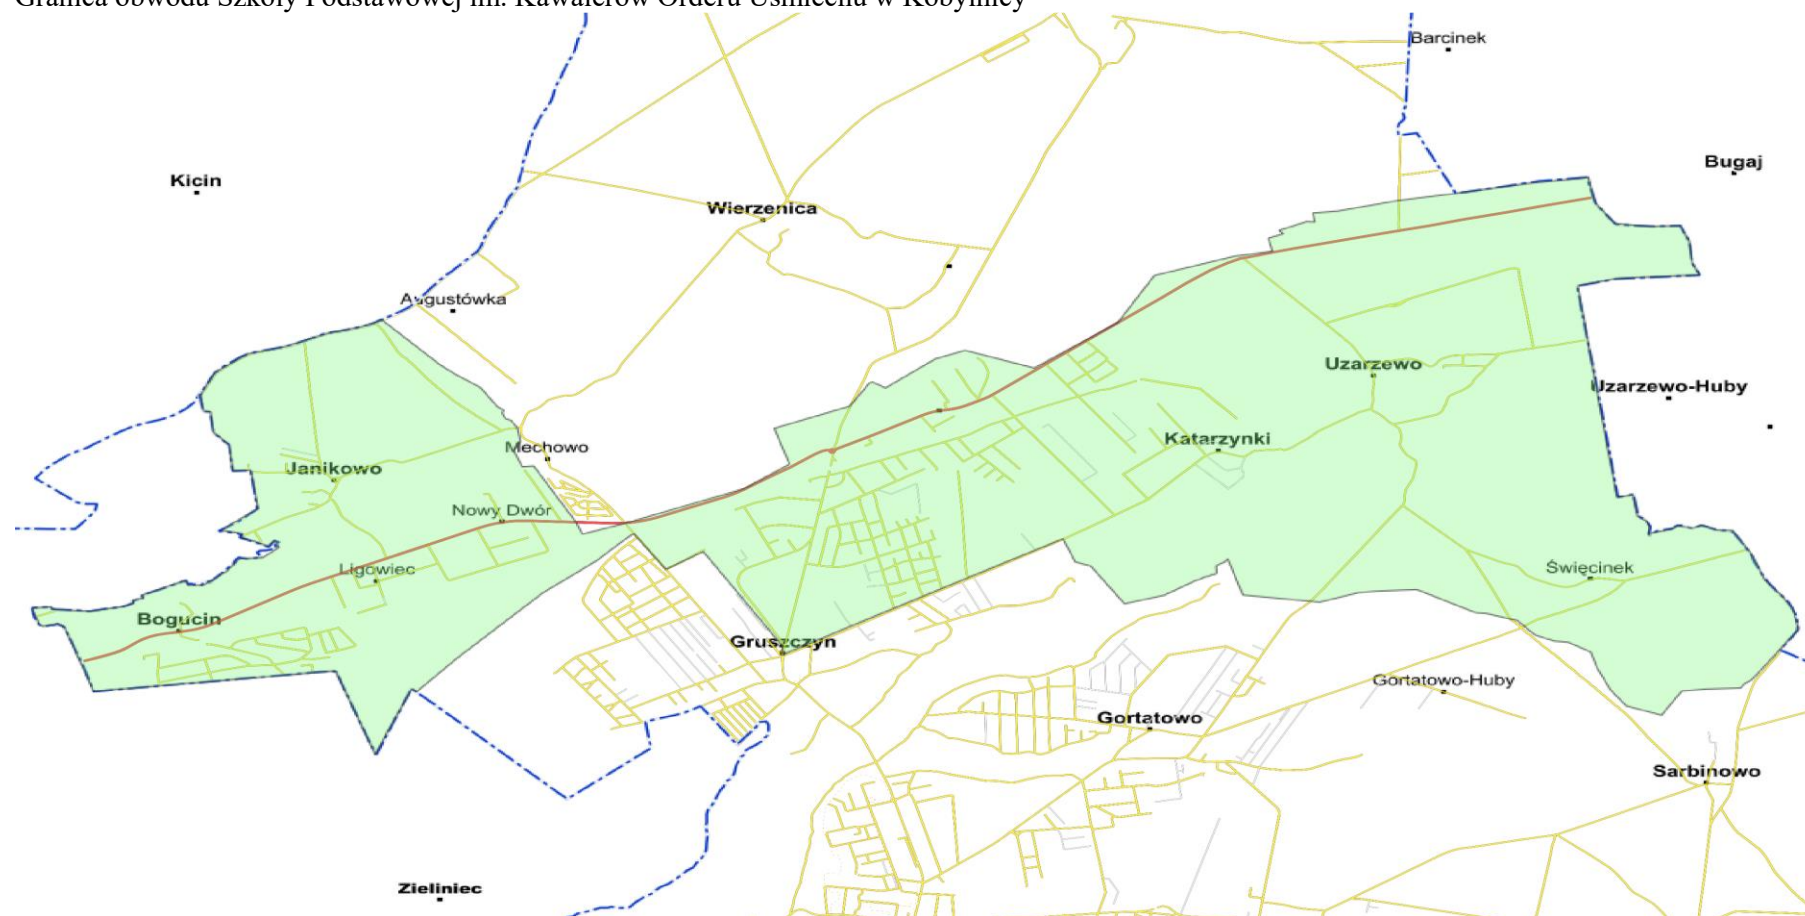 Granica obwodu Szkoły Podstawowej im. Kawalerów Orderu Uśmiechu w Kobylnicy
Barcinek
Bugaj
Kicin
Wierzenica
Augustówka
Uzarzewo
Uzarzewo-Huby
Katarzynki
Mechowo
Janikowo
Nowy Dwór
Ligowiec
Święcinek
Bogucin
Gruszczyn
Gortatowo-Huby
Gortatowo
Sarbinowo
Zieliniec